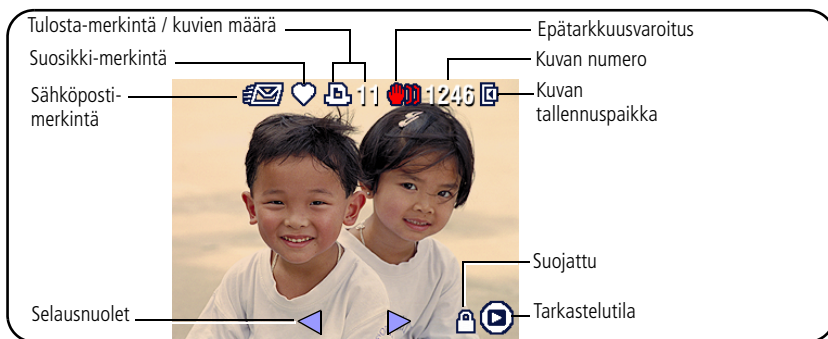 Tulosta-merkintä / kuvien määrä
Suosikki-merkintä
Sähköposti-
merkintä
Epätarkkuusvaroitus
Kuvan numero
Kuvan
tallennuspaikka
11 1246
Suojattu
Selausnuolet
Tarkastelutila